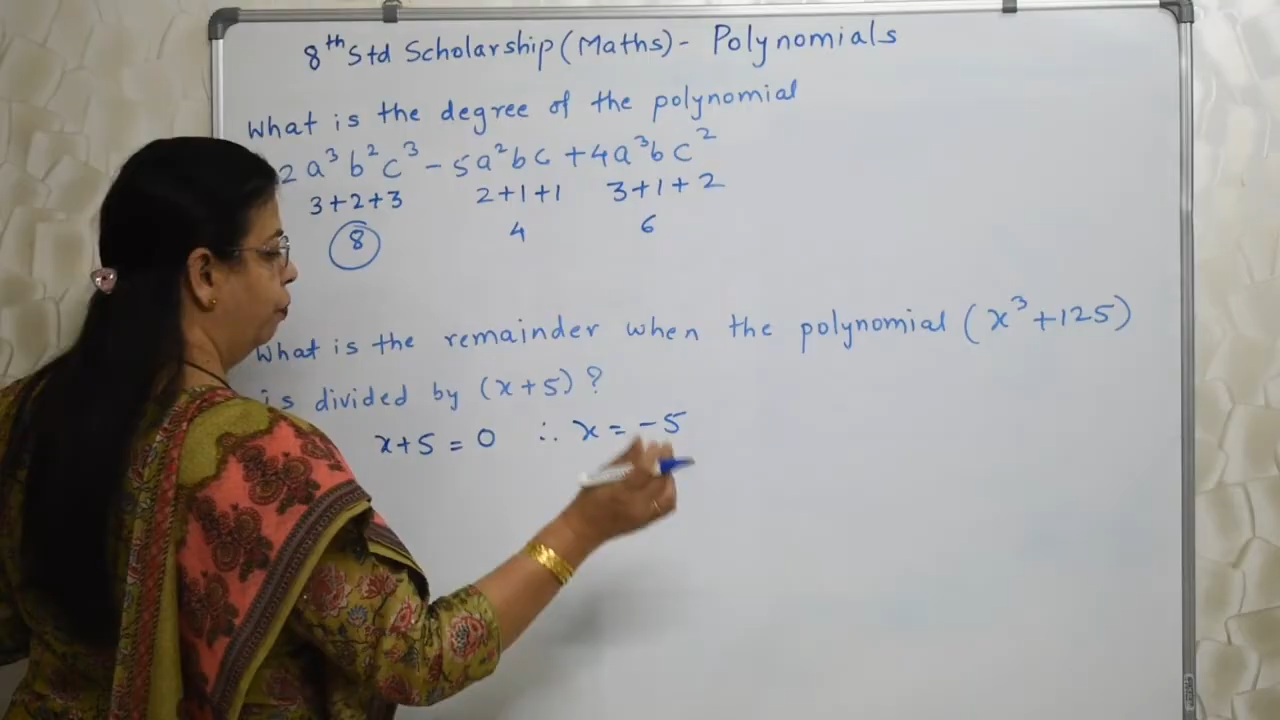 8th Std Scholarship (Maths) - Polynomials
What is the degree of the polynomial
2a³b²c³ - 5a²bc + 4a³bc²
3+2+3 2+1+1 3+1+2
8 4 6
What is the remainder when the polynomial (x³+125)
is divided by (x+5)?
x+5 = 0 ∴ x = -5